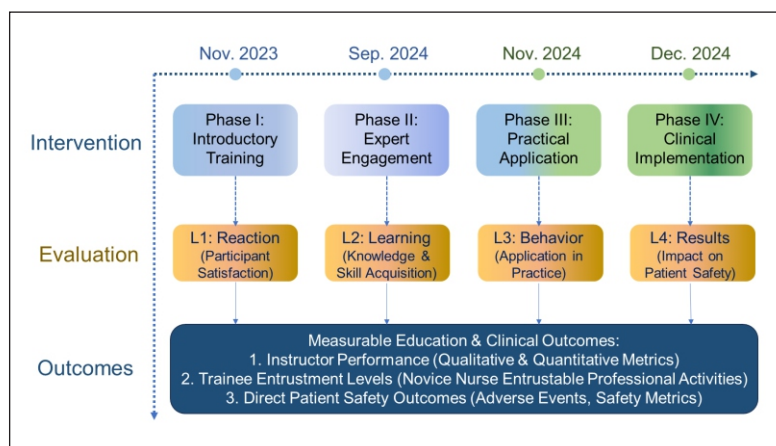 Nov. 2023
Sep. 2024
Nov. 2024
Dec. 2024
Intervention
Phase I:
Introductory
Training
Phase II:
Expert
Engagement
Phase III:
Practical
Application
Phase IV:
Clinical
Implementation
Evaluation
L1: Reaction
(Participant
Satisfaction)
L2: Learning
(Knowledge &
Skill Acquisition)
L3: Behavior
(Application in
Practice)
L4: Results
(Impact on
Patient Safety)
Outcomes
Measurable Education & Clinical Outcomes:
1. Instructor Performance (Qualitative & Quantitative Metrics)
2. Trainee Entrustment Levels (Novice Nurse Entrustable Professional Activities)
3. Direct Patient Safety Outcomes (Adverse Events, Safety Metrics)